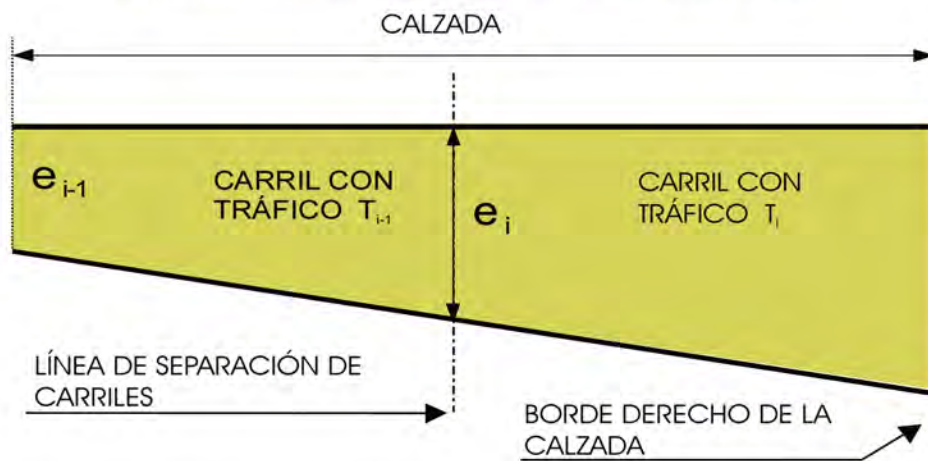 CALZADA
e i-1
CARRIL CON
TRÁFICO T i-1
e i
CARRIL CON
TRÁFICO T i
LÍNEA DE SEPARACIÓN DE
CARRILES
BORDE DERECHO DE LA
CALZADA